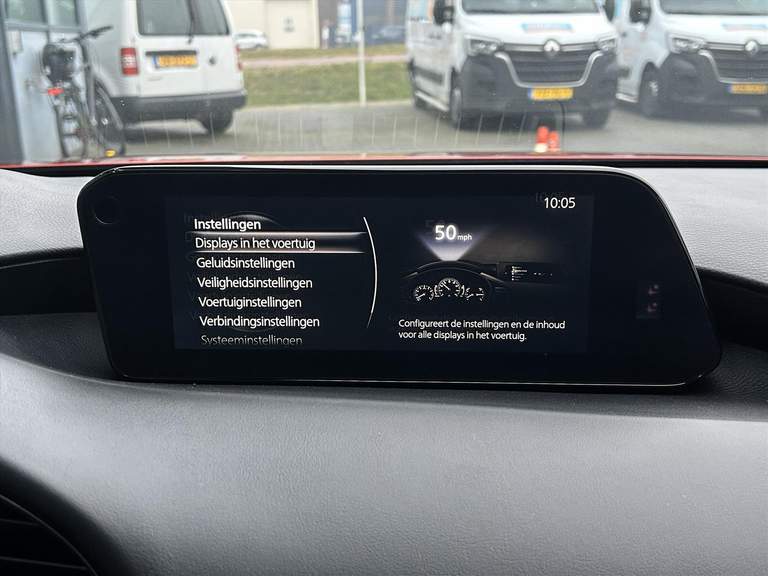 10:05
Instellingen
Displays in het voertuig
Geluidsinstellingen
Veiligheidsinstellingen
Voertuiginstellingen
Verbindingsinstellingen
Systeeminstellingen
50 mph
Configureert de instellingen en de inhoud
voor alle displays in het voertuig.